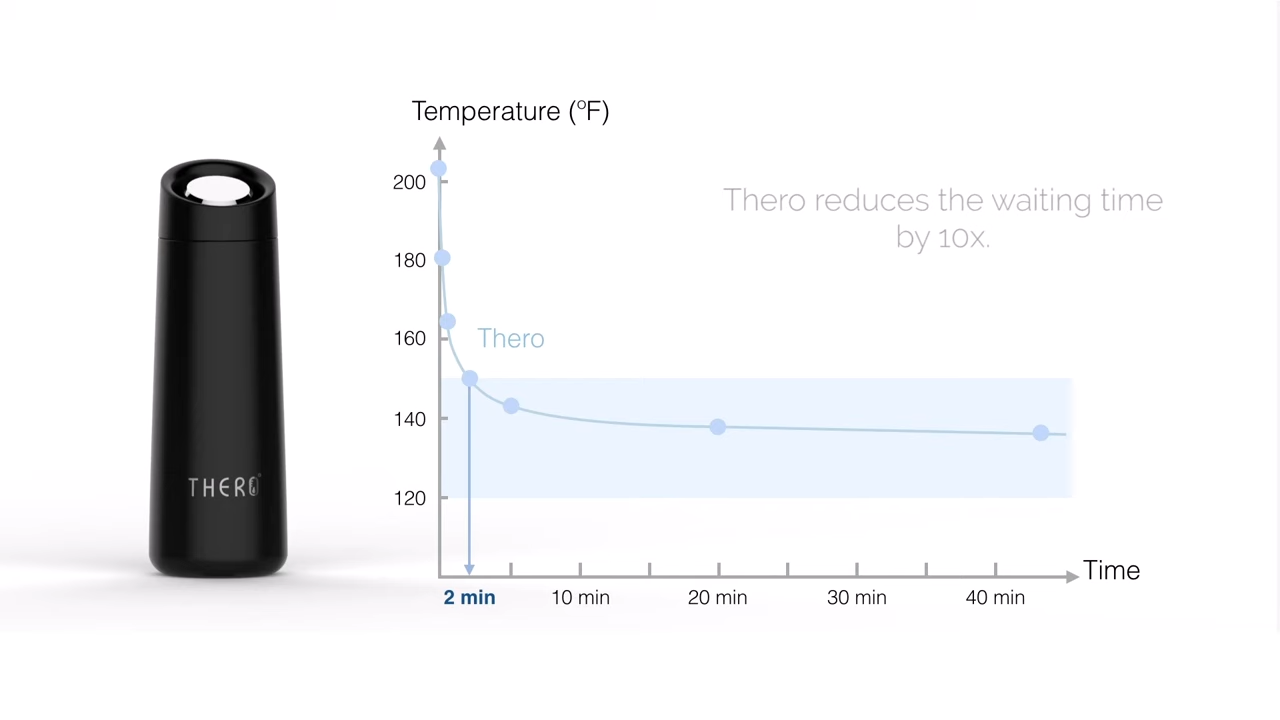 Temperature (ºF)
200
180
160
140
120
Thero reduces the waiting time
by 10x.
Thero
THERO
2 min
10 min
20 min
30 min
40 min
Time